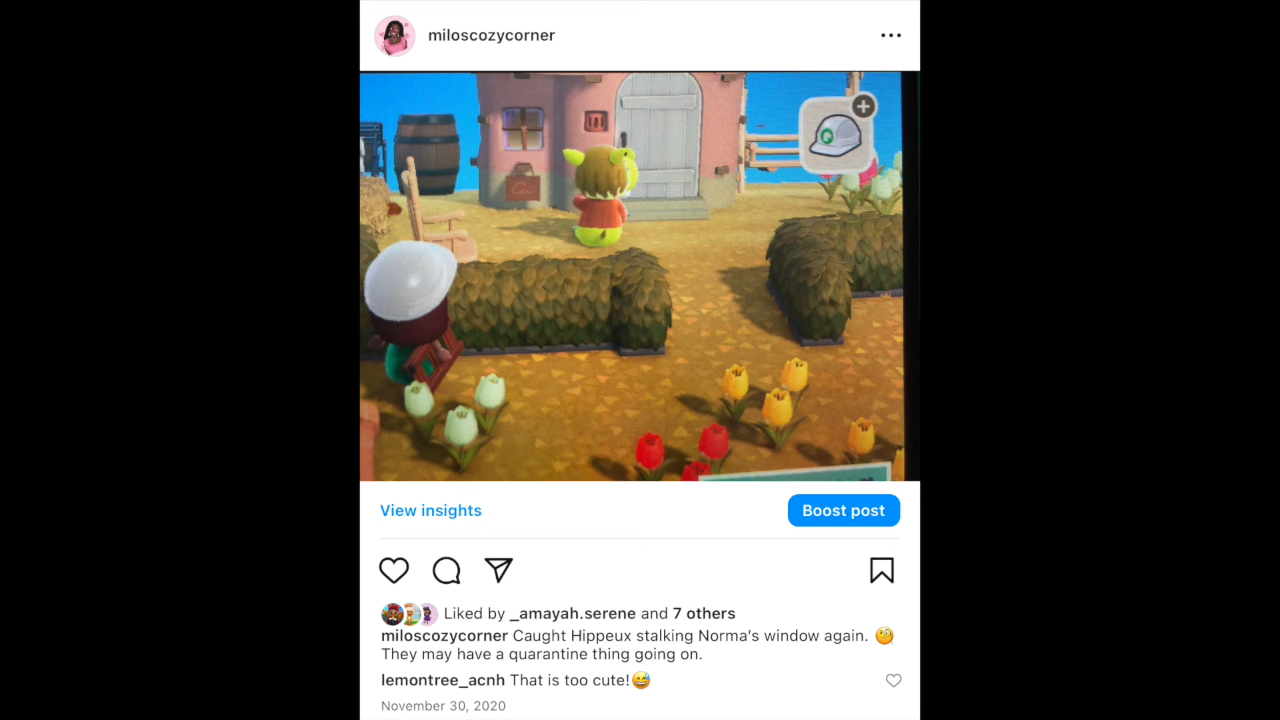 miloscozycorner
View insights
Boost post
Liked by _amayah.serene and 7 others
miloscozycorner Caught Hippeux stalking Norma's window again. 🧐
They may have a quarantine thing going on.
lemontree_acnh That is too cute!😅
November 30, 2020